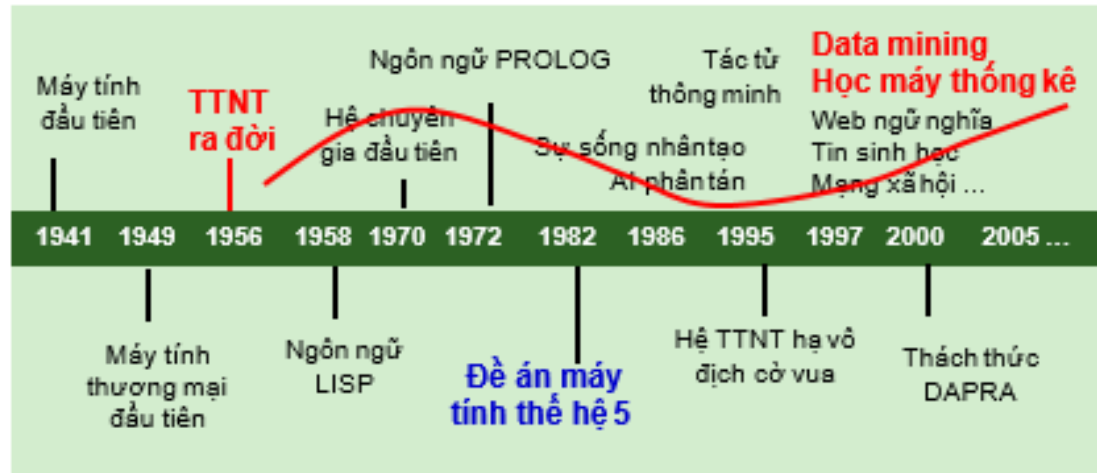 Máy tính
đầu tiên
TTNT
ra đời
Ngôn ngữ PROLOG
Hệ chuyên
gia đầu tiên
Tác tử
thông minh
Sự sống nhân tạo
AI phân tán
Data mining
Học máy thống kê
Web ngữ nghĩa
Tin sinh học
Mạng xã hội ...
1941 1949 1956 1958 1970 1972 1982 1986 1995 1997 2000 2005 ...
Máy tính
thương mại
đầu tiên
Ngôn ngữ
LISP
Đề án máy
tính thế hệ 5
Hệ TTNT hạ vô
địch cờ vua
Thách thức
DAPRA